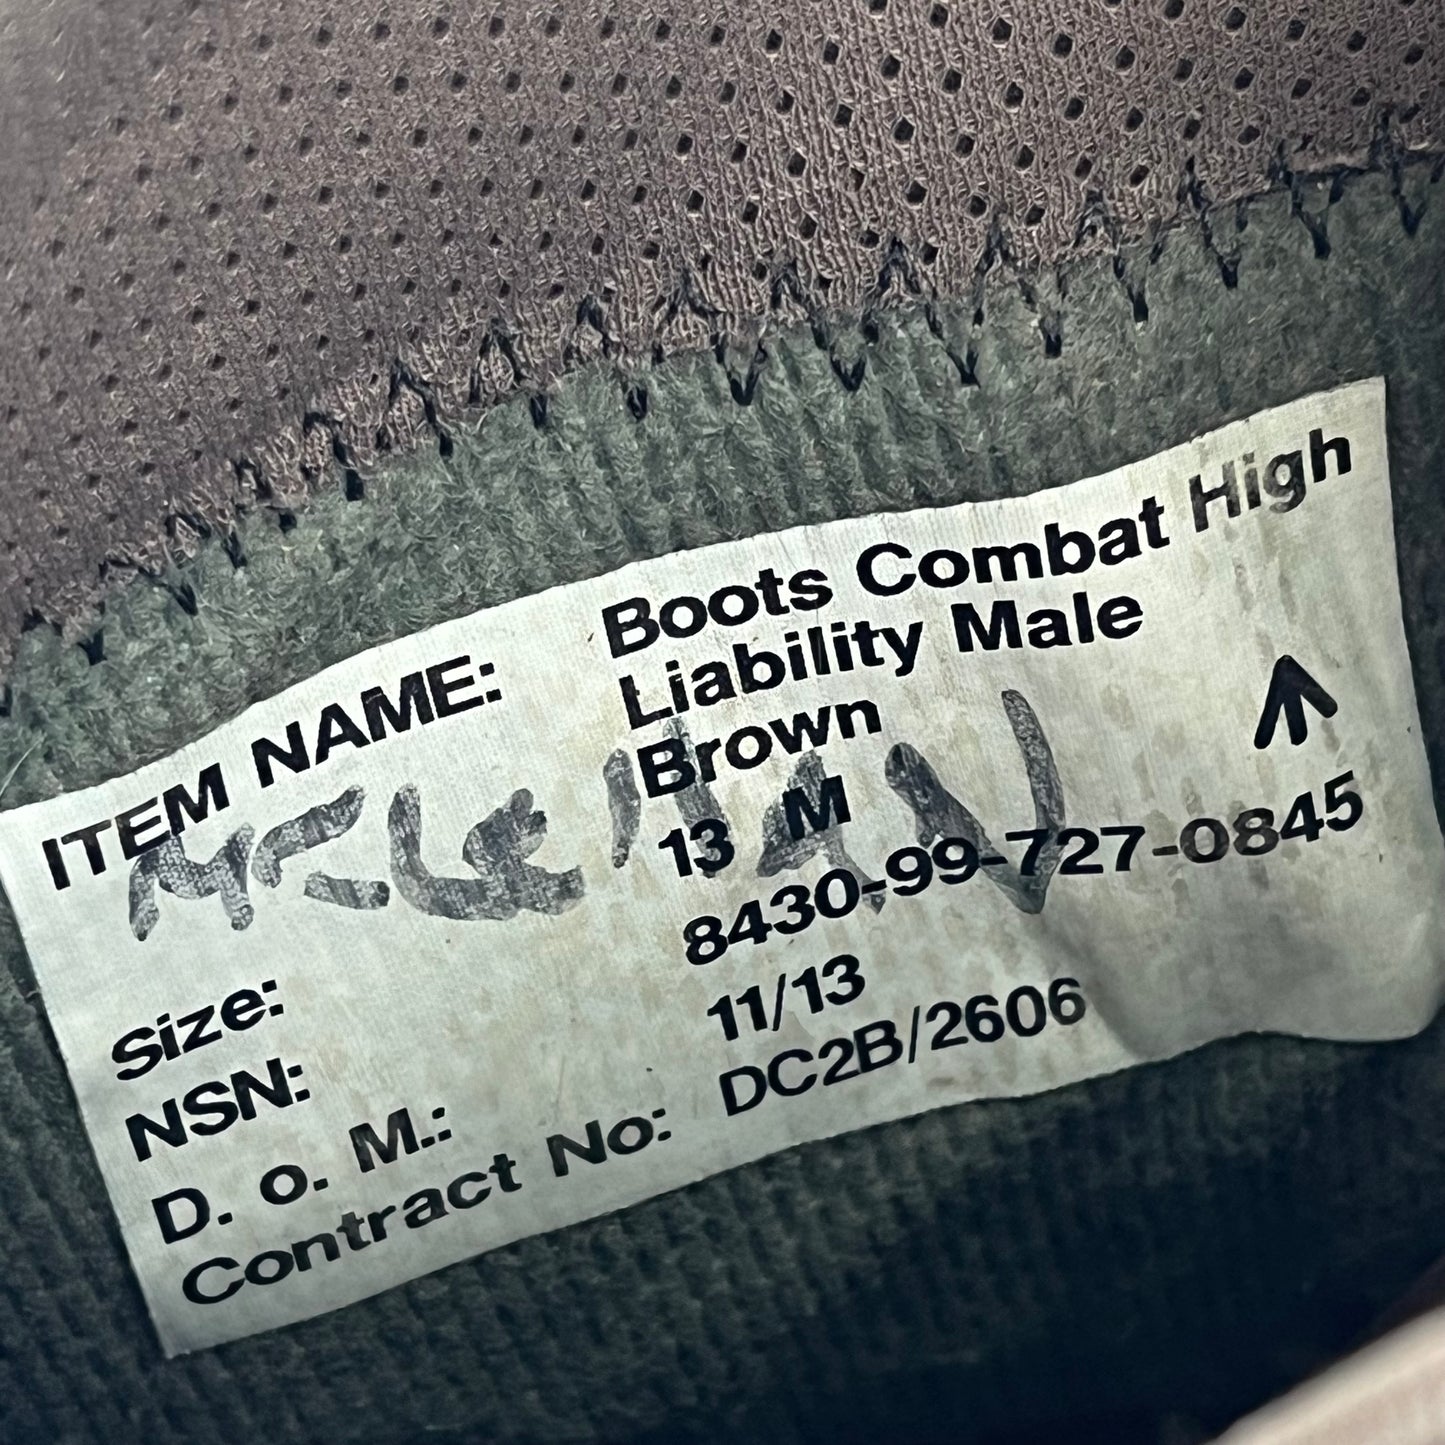 ITEM NAME: Boots Combat High
Liability Male
Brown
Size: 13 M
NSN: 8430-99-727-0845
D. o. M.: 11/13
Contract No: DC2B/2606